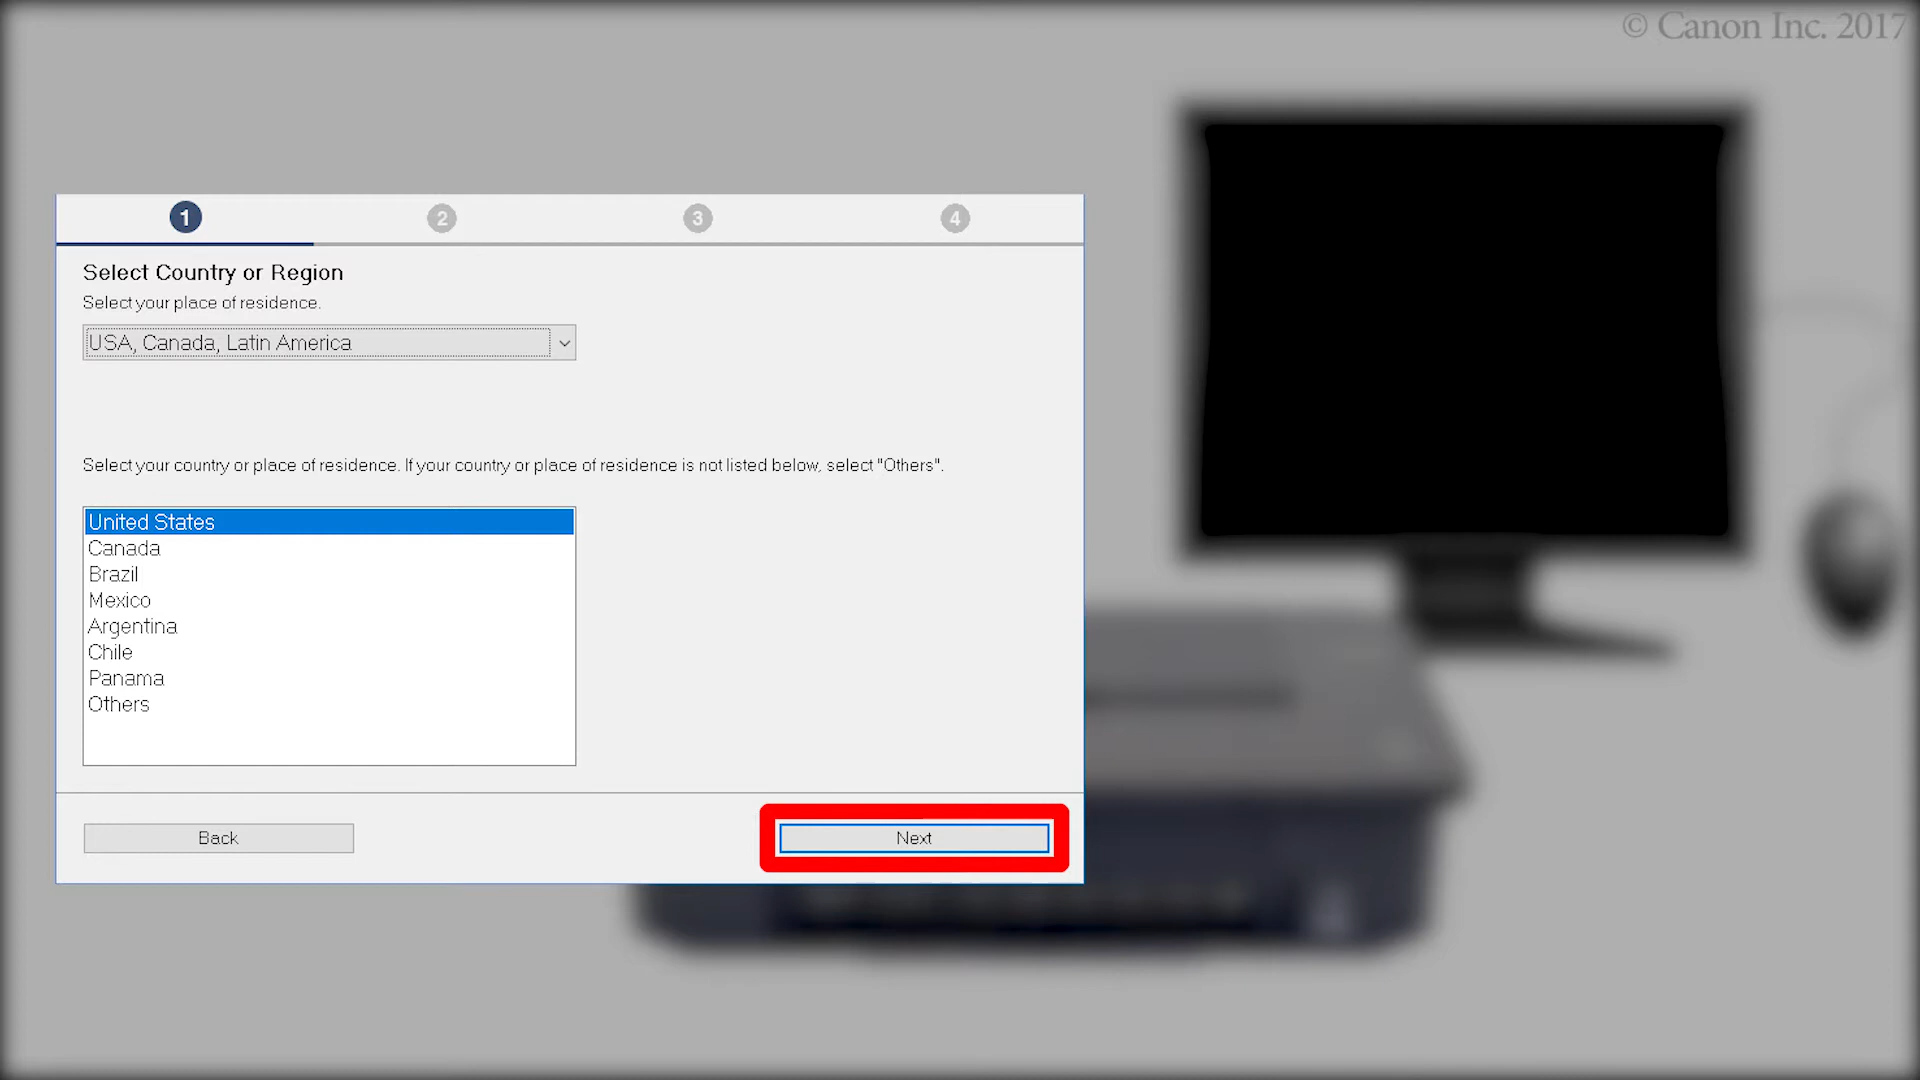 © Canon Inc. 2017
1
2
3
4
Select Country or Region
Select your place of residence.
USA, Canada, Latin America
Select your country or place of residence. If your country or place of residence is not listed below, select "Others".
United States
Canada
Brazil
Mexico
Argentina
Chile
Panama
Others
Back
Next